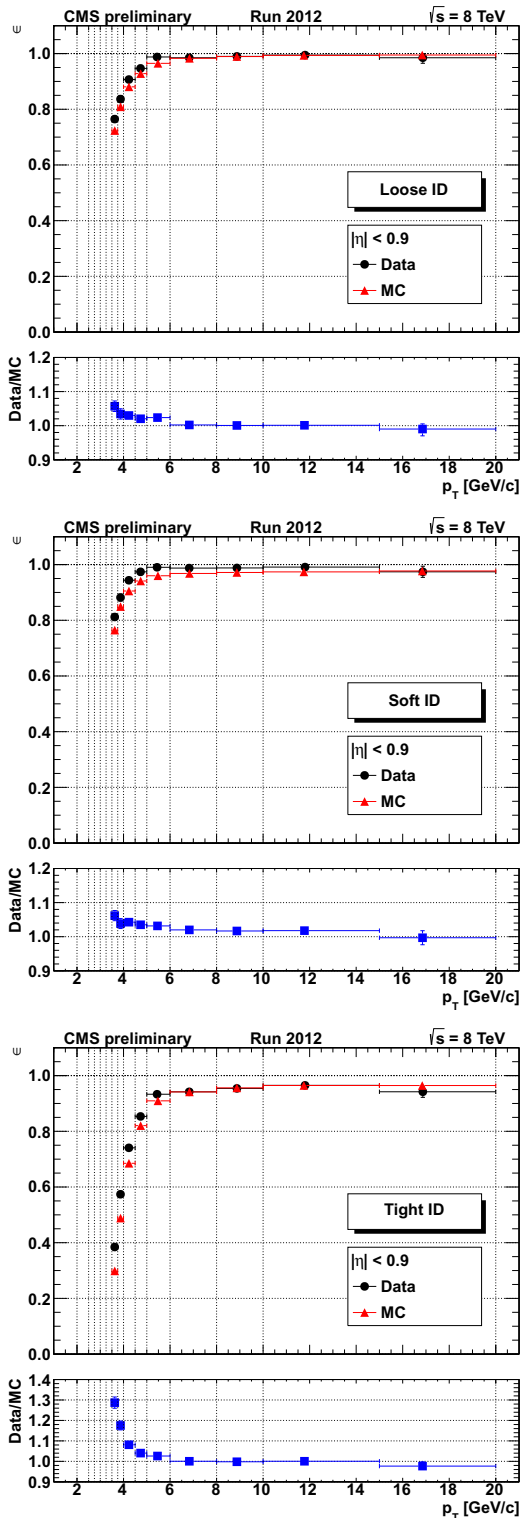 CMS preliminary Run 2012 √s = 8 TeV
ϵ
1.0
0.8
0.6
0.4
0.2
0.0
Loose ID
|η| < 0.9
Data
MC
Data/MC
1.2
1.1
1.0
0.9
2 4 6 8 10 12 14 16 18 20
p_T [GeV/c]
CMS preliminary Run 2012 √s = 8 TeV
ϵ
1.0
0.8
0.6
0.4
0.2
0.0
Soft ID
|η| < 0.9
Data
MC
Data/MC
1.2
1.1
1.0
0.9
2 4 6 8 10 12 14 16 18 20
p_T [GeV/c]
CMS preliminary Run 2012 √s = 8 TeV
ϵ
1.0
0.8
0.6
0.4
0.2
0.0
Tight ID
|η| < 0.9
Data
MC
Data/MC
1.4
1.3
1.2
1.1
1.0
0.9
2 4 6 8 10 12 14 16 18 20
p_T [GeV/c]